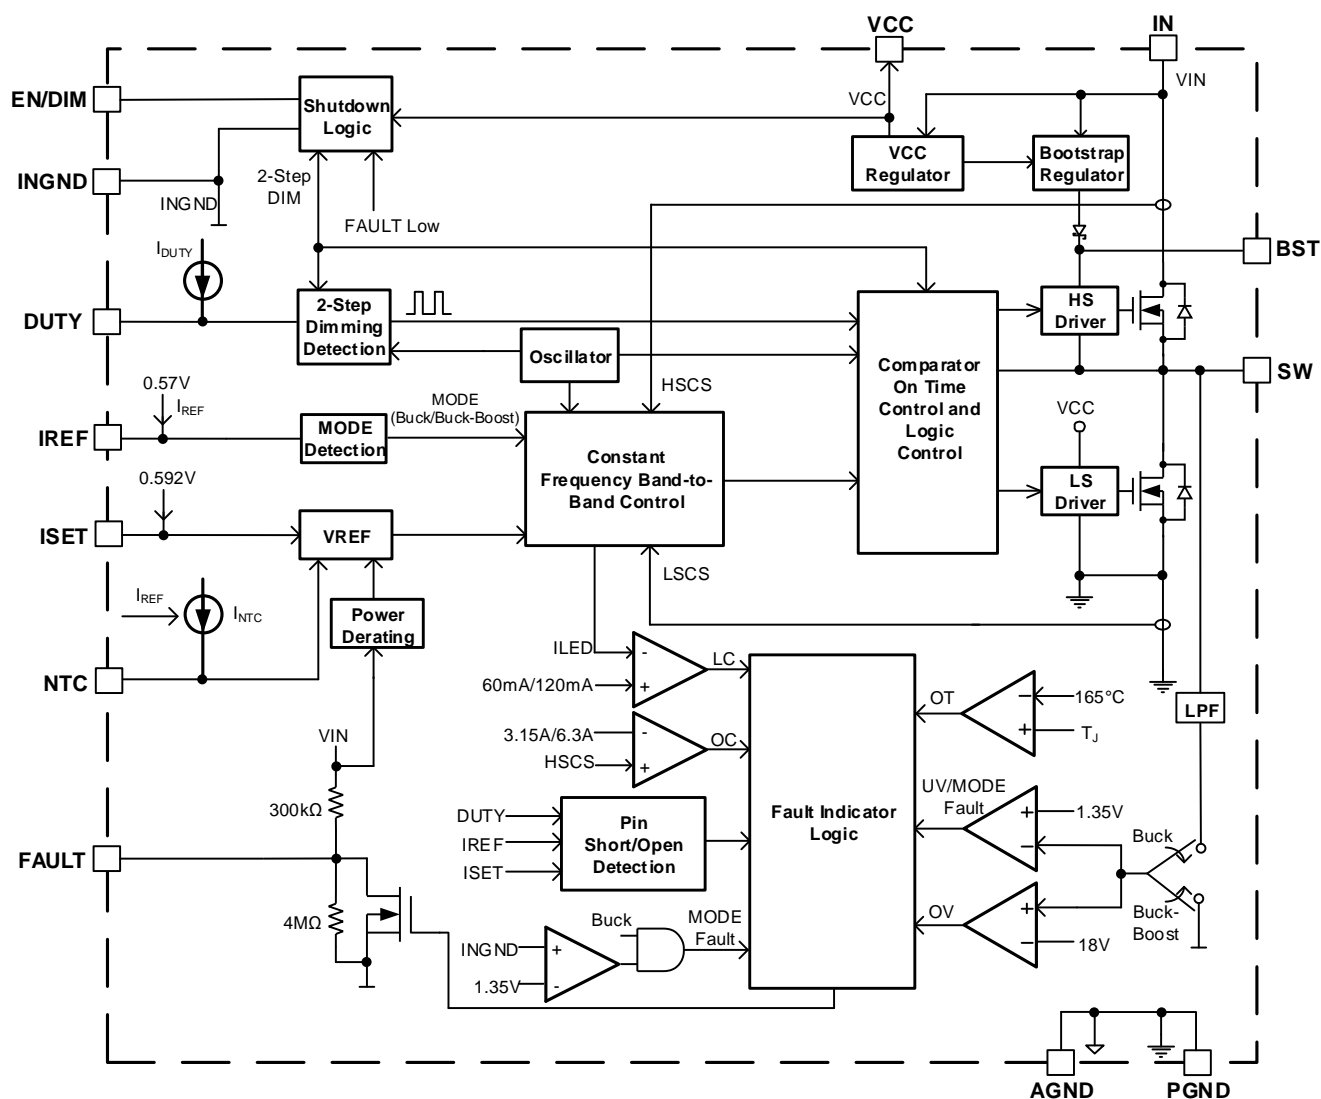 VCC
IN
VIN
EN/DIM
Shutdown
Logic
VCC
VCC
Regulator
Bootstrap
Regulator
INGND
INGND
2-Step
DIM
FAULT Low
BST
IDUTY
DUTY
2-Step
Dimming
Detection
Oscillator
HSCS
Comparator
On Time
Control and
Logic
Control
HS
Driver
SW
0.57V
IREF
IREF
MODE
Detection
MODE
(Buck/Buck-Boost)
Constant
Frequency Band-to-
Band Control
VCC
LS
Driver
0.592V
ISET
VREF
LSCS
IREF
INTC
Power
Derating
NTC
ILED
-
60mA/120mA
+
LC
3.15A/6.3A
-
HSCS
+
OC
OT
−
165°C
+
TJ
LPF
VIN
300kΩ
FAULT
4MΩ
DUTY
IREF
ISET
Pin
Short/Open
Detection
Fault Indicator
Logic
UV/MODE
Fault
+
1.35V
−
Buck
OV
+
−
18V
Buck-
Boost
Buck
MODE
Fault
INGND
+
1.35V
-
AGND
PGND